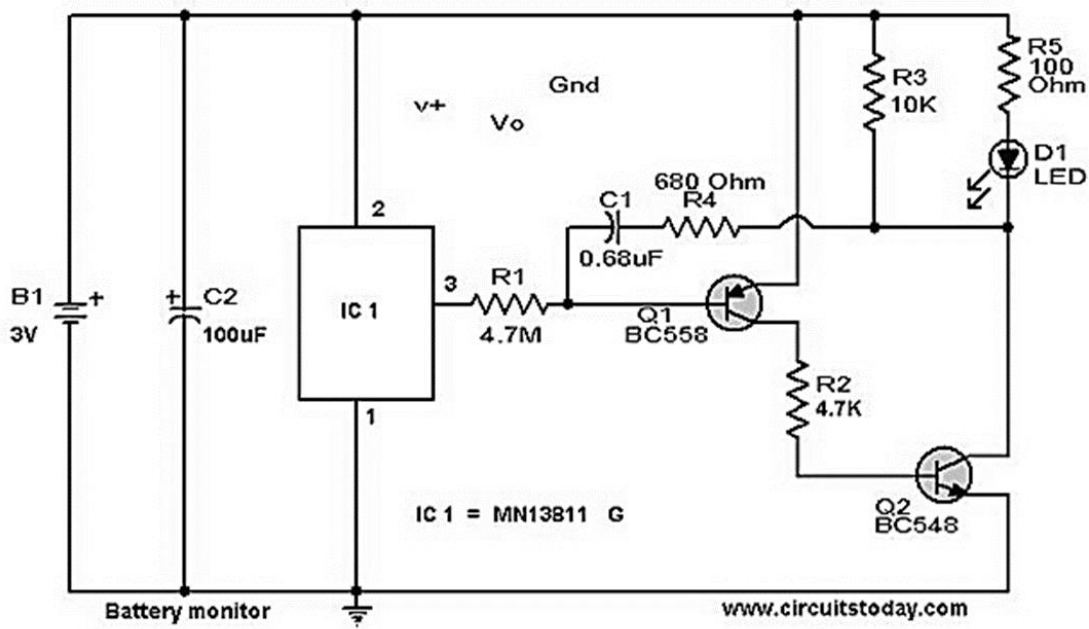 Gnd
v+
Vo
R3
10K
R5
100
Ohm
D1
LED
680 Ohm
C1
R4
0.68uF
2
3
R1
4.7M
IC 1
B1
+
3V
+
C2
100uF
Q1
BC558
R2
4.7K
1
IC 1 = MN13811 G
Q2
BC548
Battery monitor
www.circuitstoday.com